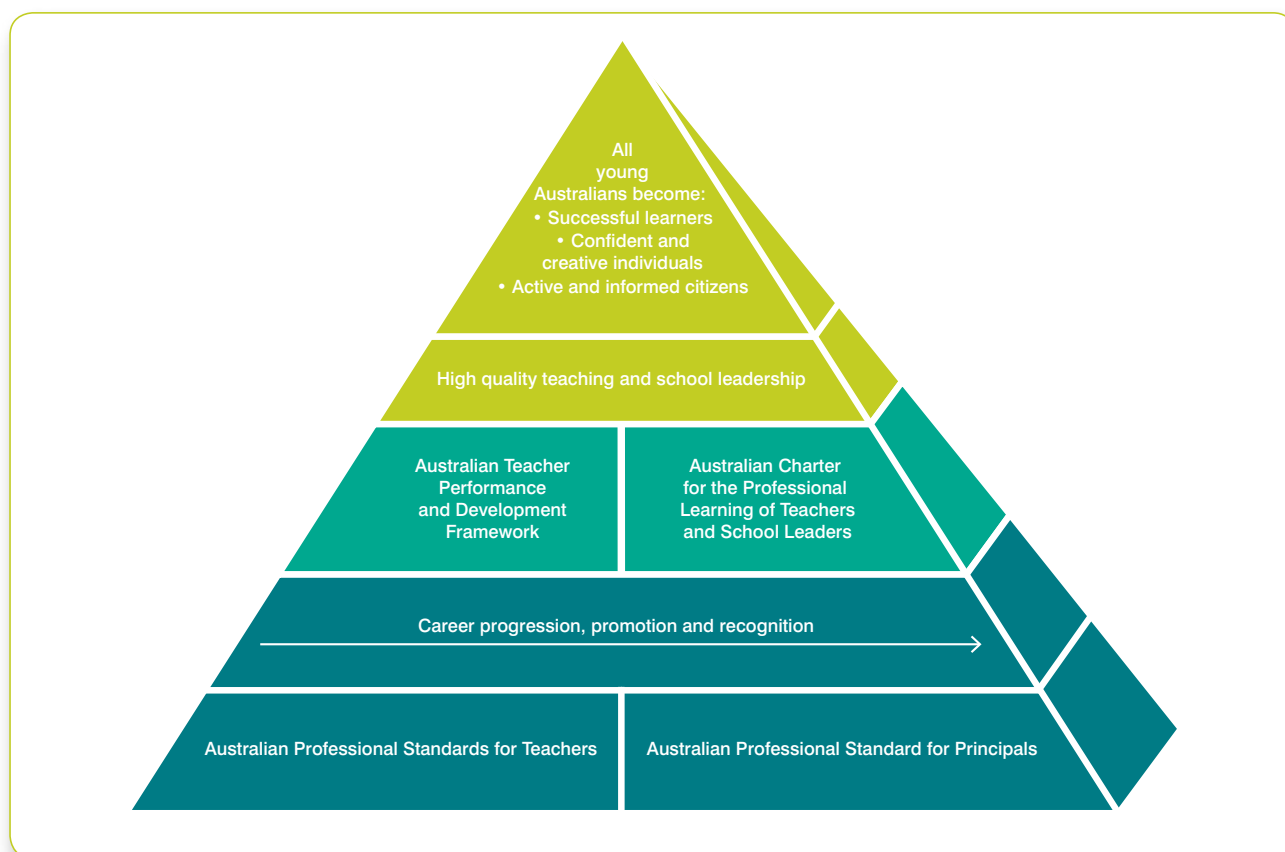 All
young
Australians become:
• Successful learners
• Confident and
creative individuals
• Active and informed citizens
High quality teaching and school leadership
Australian Teacher
Performance
and Development
Framework
Australian Charter
for the Professional
Learning of Teachers
and School Leaders
Career progression, promotion and recognition
Australian Professional Standards for Teachers
Australian Professional Standard for Principals